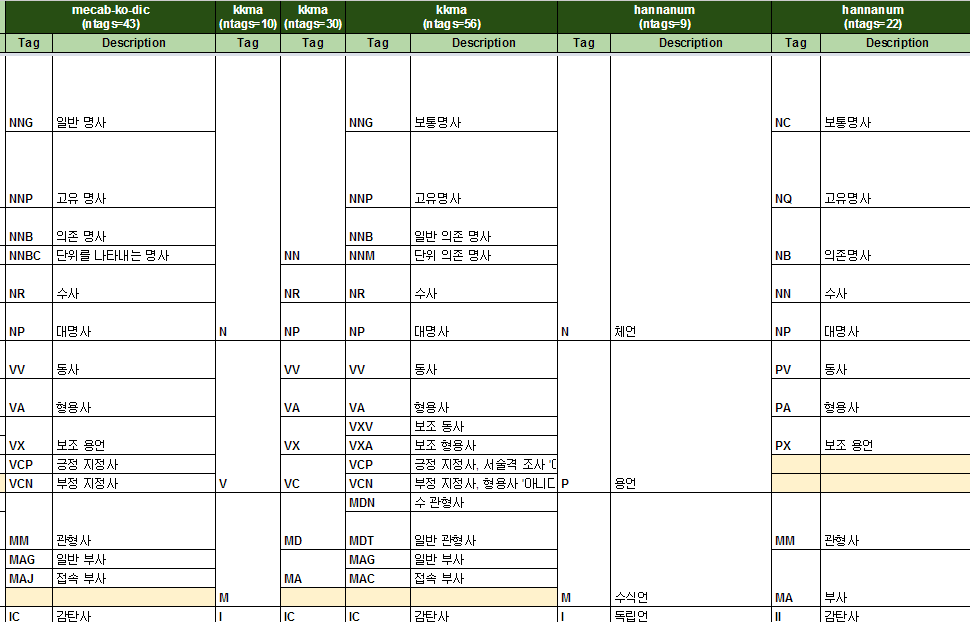 mecab-ko-dic kkma kkma kkma hannanum hannanum
(ntags=43) (ntags=10) (ntags=30) (ntags=56) (ntags=9) (ntags=22)
Tag Description Tag Tag Tag Description Tag Description Tag Description
NNG 일반 명사 NNG 보통명사 NC 보통명사
NNP 고유 명사 NNP 고유명사 NQ 고유명사
NNB 의존 명사 NNB 일반 의존 명사
NNBC 단위를 나타내는 명사 NN NNM 단위 의존 명사 NB 의존명사
NR 수사 NR NR 수사 NN 수사
NP 대명사 N NP NP 대명사 N 체언 NP 대명사
VV 동사 VV VV 동사 PV 동사
VA 형용사 VA VA 형용사 PA 형용사
VXV 보조 동사
VX 보조 용언 VX VXA 보조 형용사 PX 보조 용언
VCP 긍정 지정사 VCP 긍정 지정사, 서술격 조사
VCN 부정 지정사 V VC VCN 부정 지정사, 형용사 '아니다 P 용언
MDN 수 관형사
MM 관형사 MD MDT 일반 관형사 MM 관형사
MAG 일반 부사 MAG 일반 부사
MAJ 접속 부사 MA MAC 접속 부사
M M 수식언 MA 부사
IC 감탄사 I IC IC 감탄사 I 독립언 II 감탄사